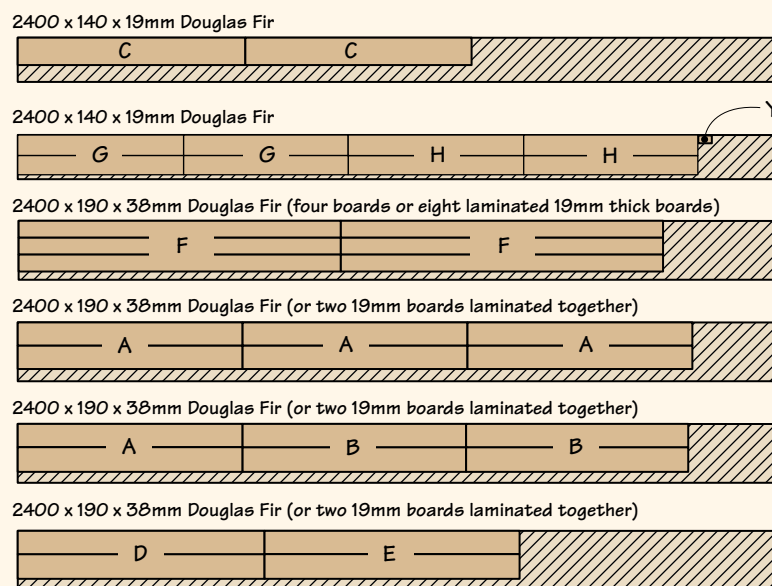 2400 x 140 x 19mm Douglas Fir
C C
2400 x 140 x 19mm Douglas Fir
Y
G G H H
2400 x 190 x 38mm Douglas Fir (four boards or eight laminated 19mm thick boards)
F F
2400 x 190 x 38mm Douglas Fir (or two 19mm boards laminated together)
A A A
2400 x 190 x 38mm Douglas Fir (or two 19mm boards laminated together)
A B B
2400 x 190 x 38mm Douglas Fir (or two 19mm boards laminated together)
D E